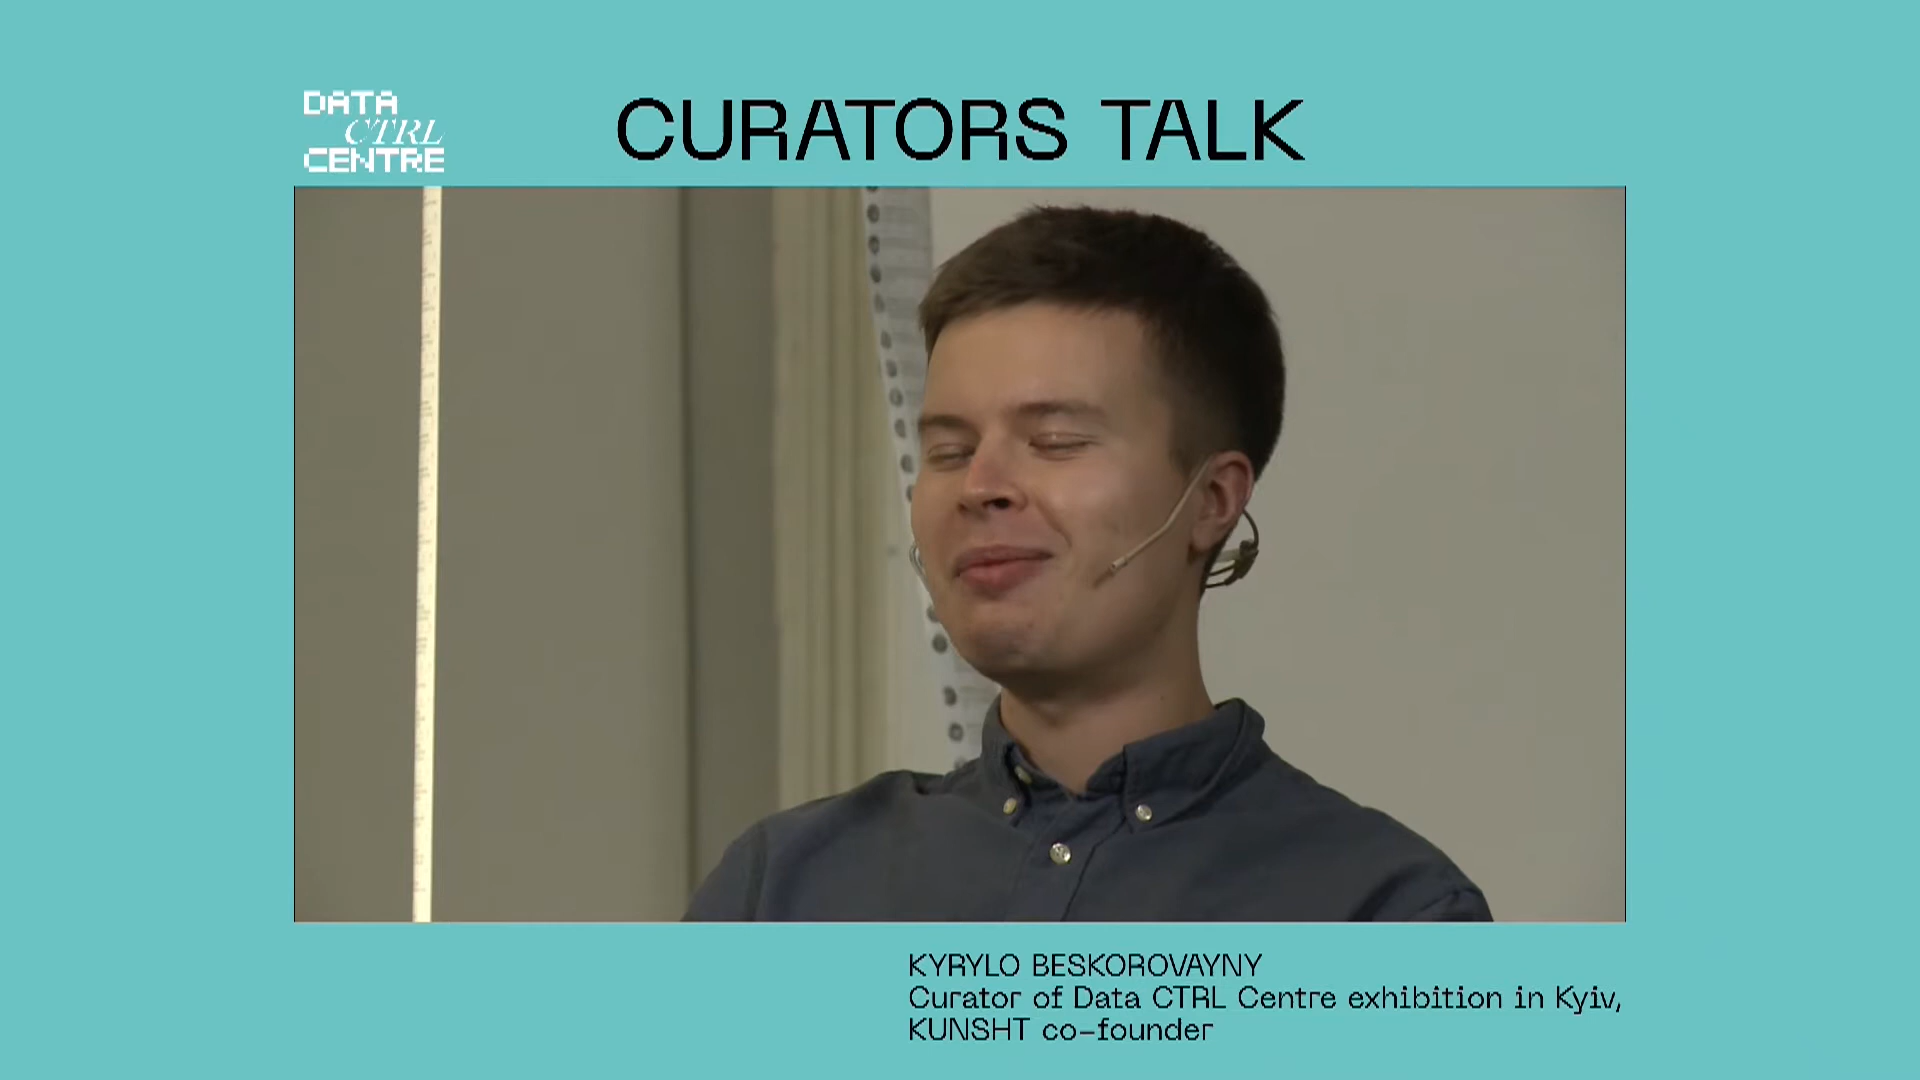 DATA
CTRL
CENTRE
CURATORS TALK
KYRYLO BESKOROVAYNY
Curator of Data CTRL Centre exhibition in Kyiv,
KUNSHT co-founder